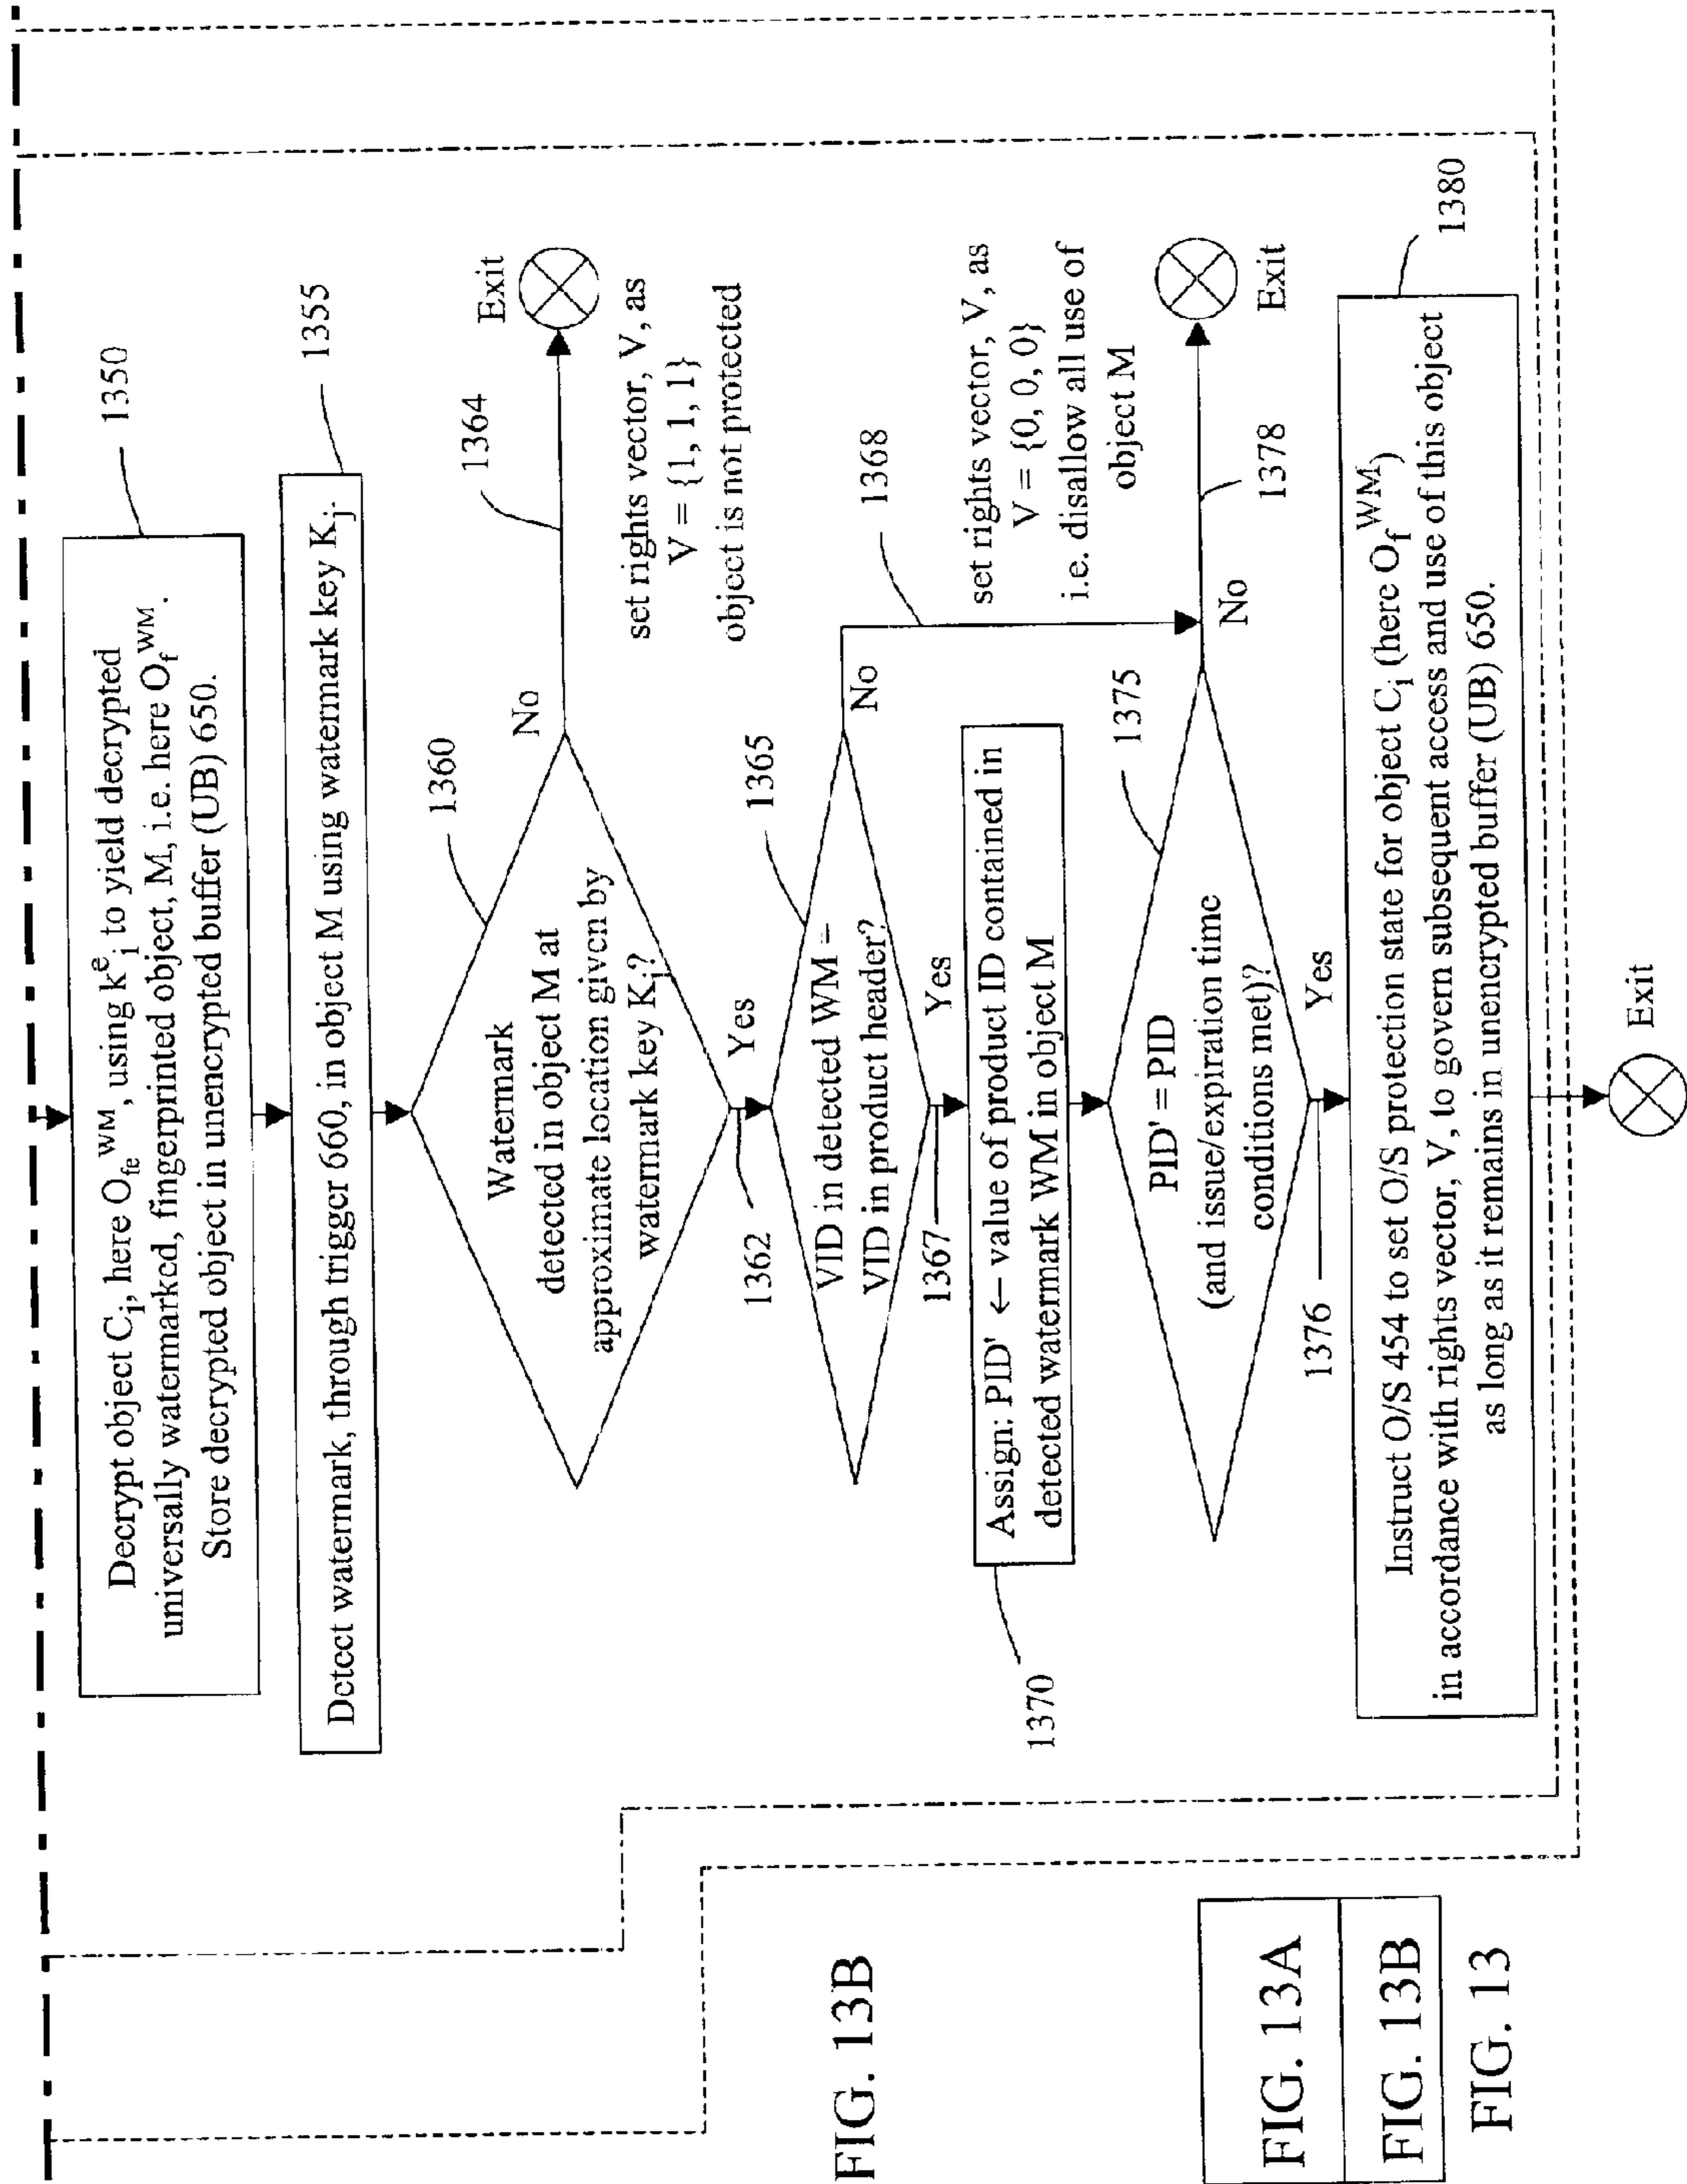 Decrypt object Cⱼ, here O_fe^WM, using k^e_j to yield decrypted
universally watermarked, fingerprinted object, M, i.e. here O_f^WM.
Store decrypted object in unencrypted buffer (UB) 650.
1350
Detect watermark, through trigger 660, in object M using watermark key K_j.
1355
Watermark
detected in object M at
approximate location given by
watermark key K_j?
1360
No
1364
Exit
set rights vector, V, as
V = {1, 1, 1}
object is not protected
Yes
1362
VID in detected WM =
VID in product header?
1365
No
1368
Yes
1367
Assign: PID' ← value of product ID contained in
detected watermark WM in object M
1370
set rights vector, V, as
V = {0, 0, 0}
i.e. disallow all use of
object M
PID' = PID
(and issue/expiration time
conditions met)?
1375
No
1378
Exit
Yes
1376
Instruct O/S 454 to set O/S protection state for object C_i (here O_f^WM)
in accordance with rights vector, V, to govern subsequent access and use of this object
as long as it remains in unencrypted buffer (UB) 650.
1380
Exit
FIG. 13B
FIG. 13A
FIG. 13B
FIG. 13